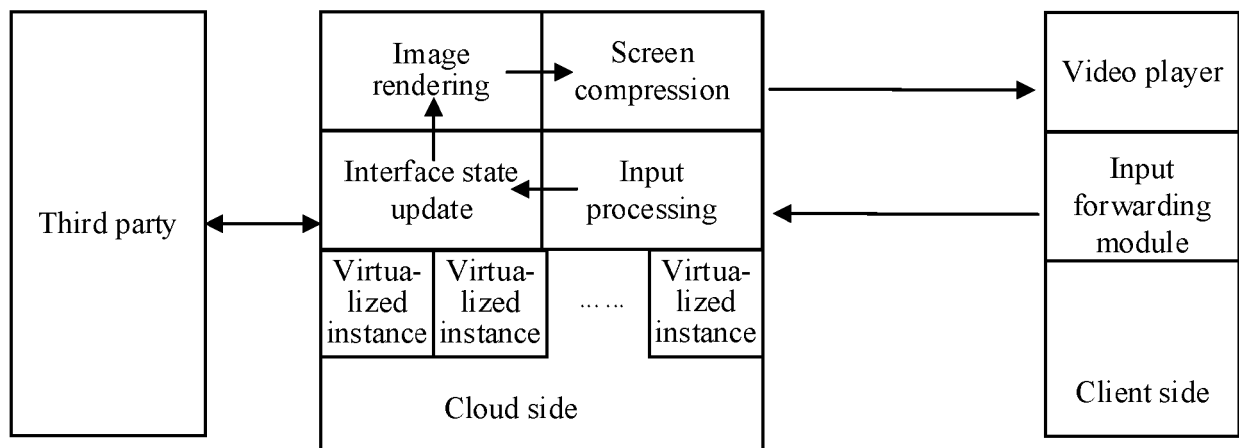 Third party
Image
rendering
Screen
compression
Interface state
update
Input
processing
Virtua-
lized
instance
Virtua-
lized
instance
... ...
Virtua-
lized
instance
Cloud side
Video player
Input
forwarding
module
Client side